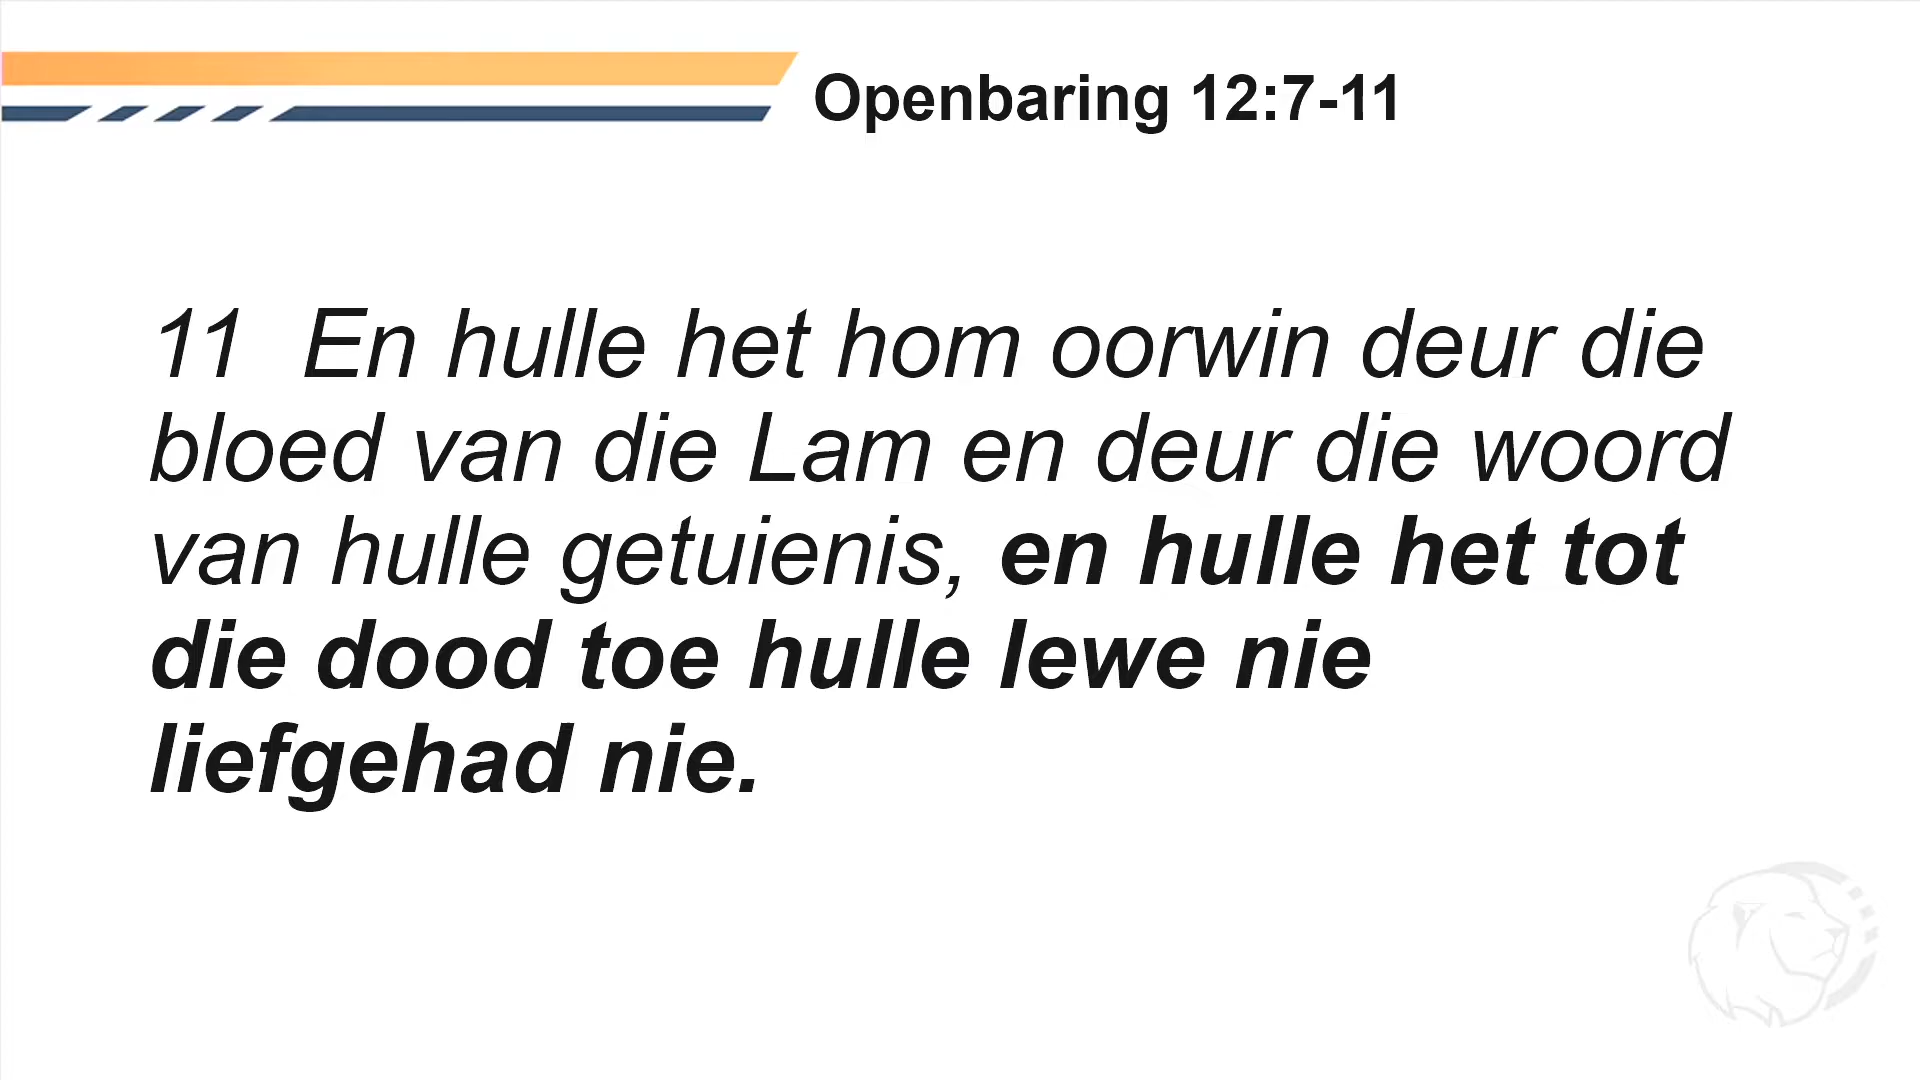 Openbaring 12:7-11
11 En hulle het hom oorwin deur die
bloed van die Lam en deur die woord
van hulle getuienis, en hulle het tot
die dood toe hulle lewe nie
liefgehad nie.